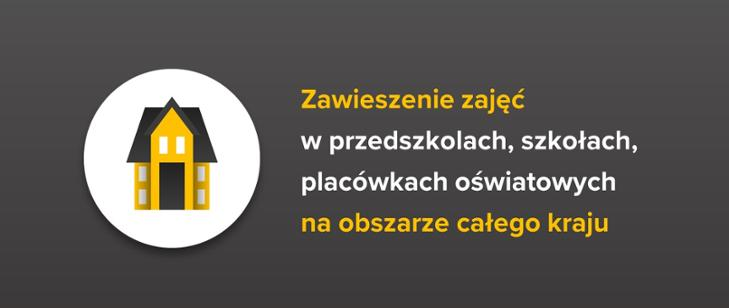 Zawieszenie zajęć
w przedszkolach, szkołach,
placówkach oświatowych
na obszarze całego kraju